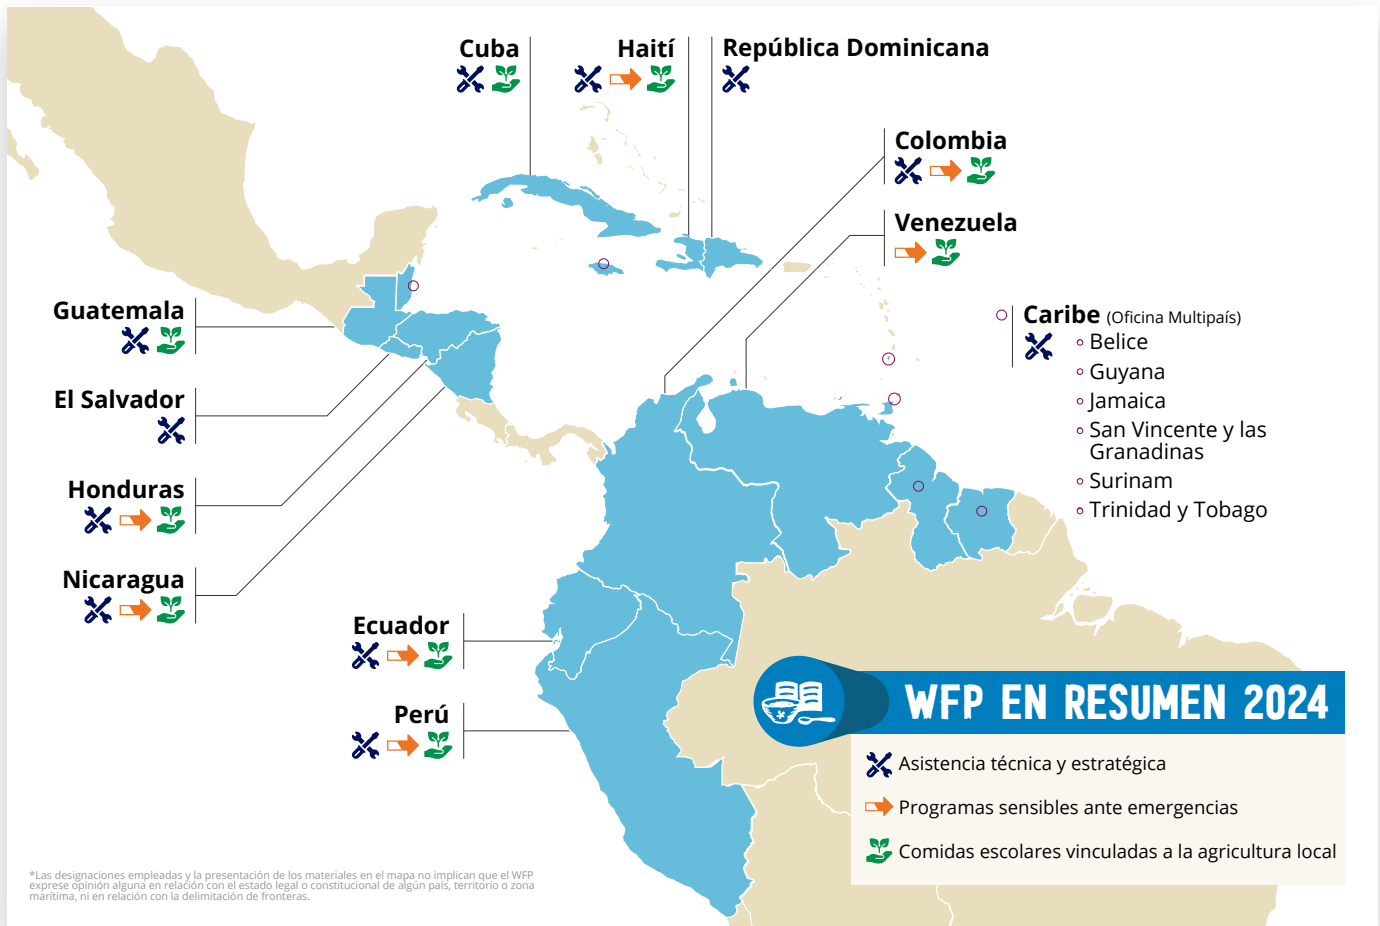 Cuba
Haití
República Dominicana
Colombia
Venezuela
Guatemala
Caribe (Oficina Multipaís)
Belice
Guyana
Jamaica
San Vincente y las
Granadinas
Surinam
Trinidad y Tobago
El Salvador
Honduras
Nicaragua
Ecuador
Perú
WFP EN RESUMEN 2024
Asistencia técnica y estratégica
Programas sensibles ante emergencias
Comidas escolares vinculadas a la agricultura local
*Las designaciones empleadas y la presentación de los materiales en el mapa no implican que el WFP
exprese opinión alguna en relación con el estado legal o constitucional de algún país, territorio o zona
marítima, ni en relación con la delimitación de fronteras.